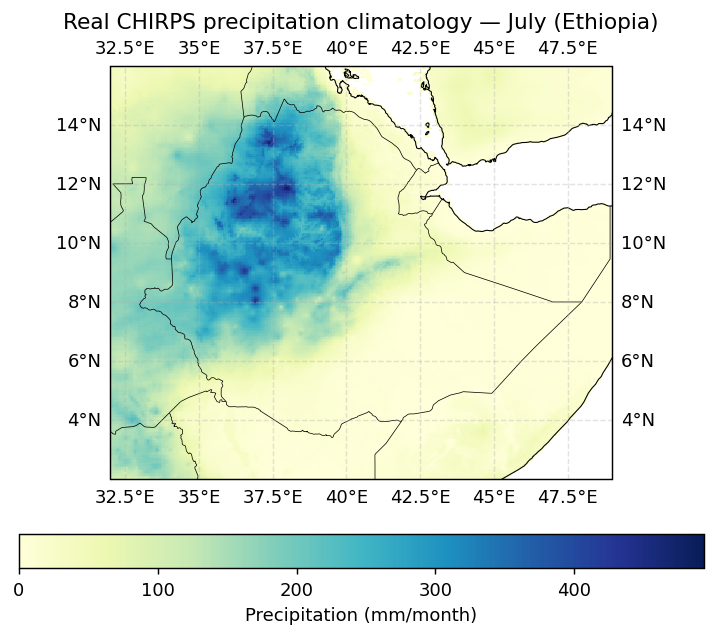 Real CHIRPS precipitation climatology — July (Ethiopia)
32.5°E 35°E 37.5°E 40°E 42.5°E 45°E 47.5°E
14°N 14°N
12°N 12°N
10°N 10°N
8°N 8°N
6°N 6°N
4°N 4°N
32.5°E 35°E 37.5°E 40°E 42.5°E 45°E 47.5°E
0 100 200 300 400
Precipitation (mm/month)